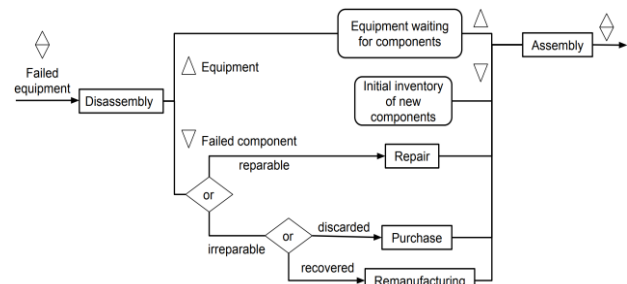 Equipment waiting
for components
Assembly
Failed
equipment
Disassembly
Equipment
Initial inventory
of new
components
Failed component
reparable
Repair
or
irreparable
or
discarded
Purchase
recovered
Remanufacturing